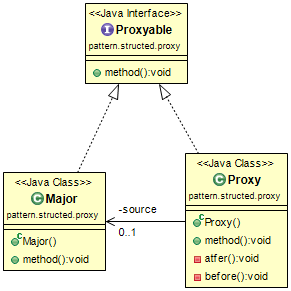 <<Java Interface>>
Proxyable
pattern.structed.proxy
method():void
<<Java Class>>
Major
pattern.structed.proxy
Major()
method():void
-source
0..1
<<Java Class>>
Proxy
pattern.structed.proxy
Proxy()
method():void
atfer():void
before():void